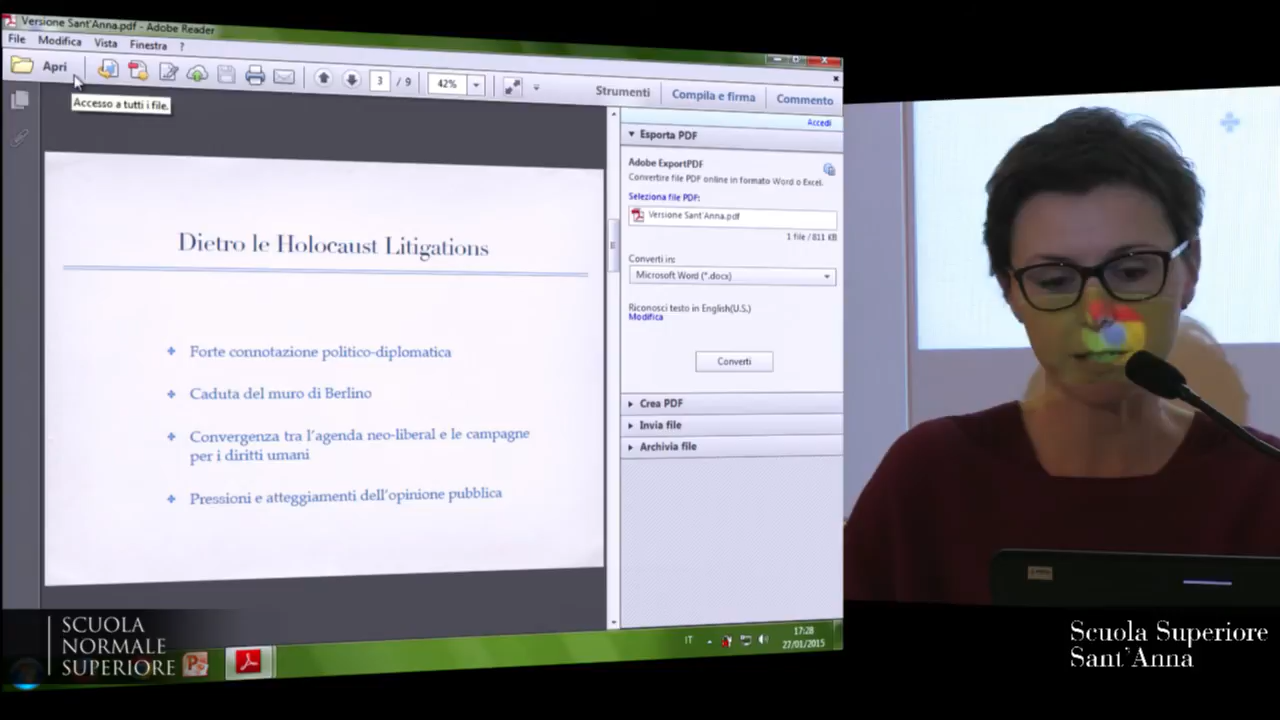 Versione Sant'Anna.pdf - Adobe Reader
File Modifica Vista Finestra ?
Apri
3 / 9
42%
Strumenti
Compila e firma
Commento
Accesso a tutti i file.
Accedi
Dietro le Holocaust Litigations
Forte connotazione politico-diplomatica
Caduta del muro di Berlino
Convergenza tra l'agenda neo-liberal e le campagne
per i diritti umani
Pressioni e atteggiamenti dell'opinione pubblica
Esporta PDF
Adobe ExportPDF
Convertire file PDF online in formato Word o Excel.
Seleziona file PDF:
Versione Sant'Anna.pdf
1 file / 811 KB
Converti in:
Microsoft Word (*.docx)
Riconosci testo in English(U.S.)
Modifica
Converti
Crea PDF
Invia file
Archivia file
IT
17:28
27/01/2015
SCUOLA
NORMALE
SUPERIORE
Scuola Superiore
Sant'Anna